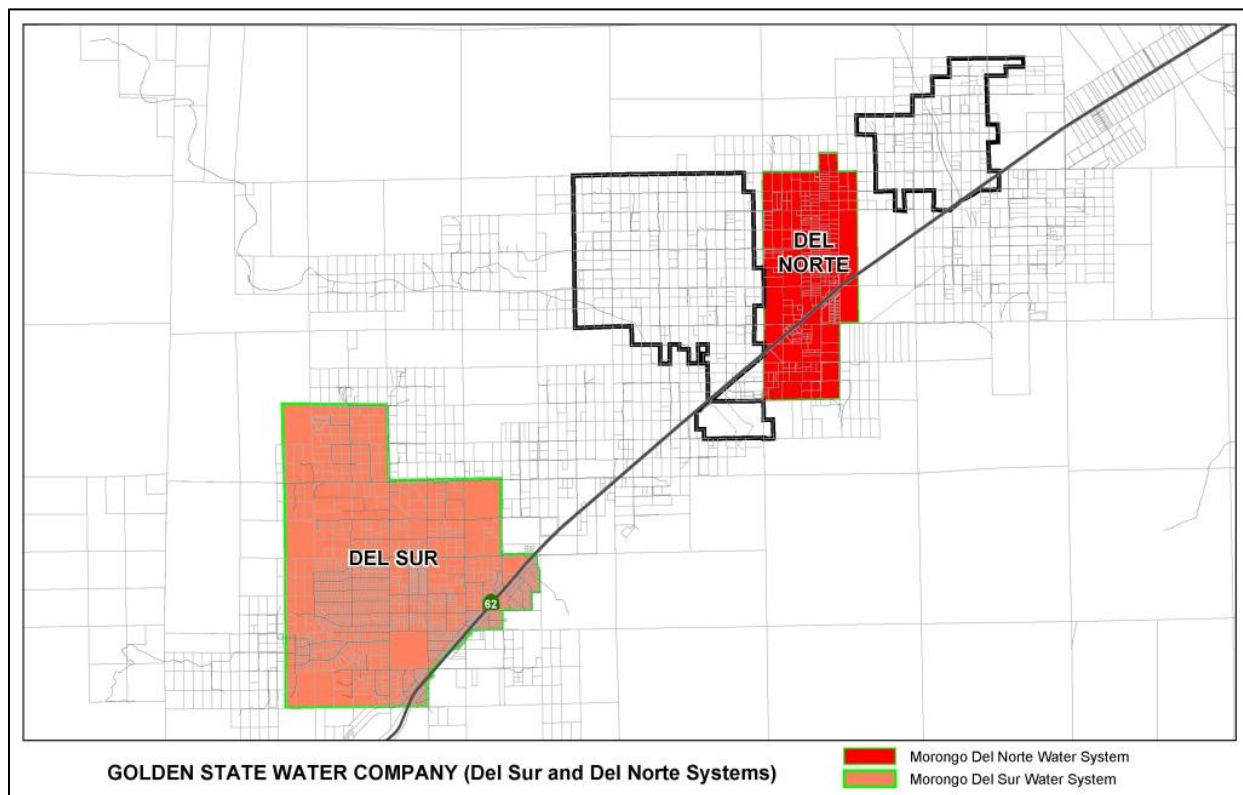 DEL
NORTE
DEL SUR
62
GOLDEN STATE WATER COMPANY (Del Sur and Del Norte Systems)
Morongo Del Norte Water System
Morongo Del Sur Water System